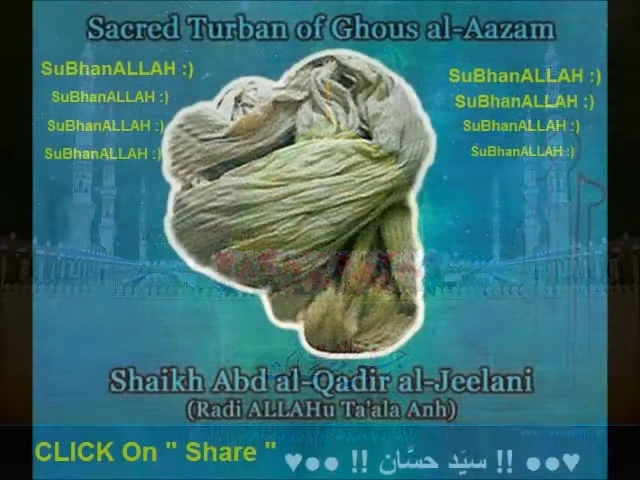 Sacred Turban of Ghous al-Aazam
SuBhanALLAH :)
SuBhanALLAH :)
SuBhanALLAH :)
SuBhanALLAH :)
SuBhanALLAH :)
SuBhanALLAH :)
SuBhanALLAH :)
SuBhanALLAH :)
Shaikh Abd al-Qadir al-Jeelani
(Radi ALLAHu Ta'ala Anh)
CLICK On " Share "
♥●● !! سیَد حسَّان !! ●●♥